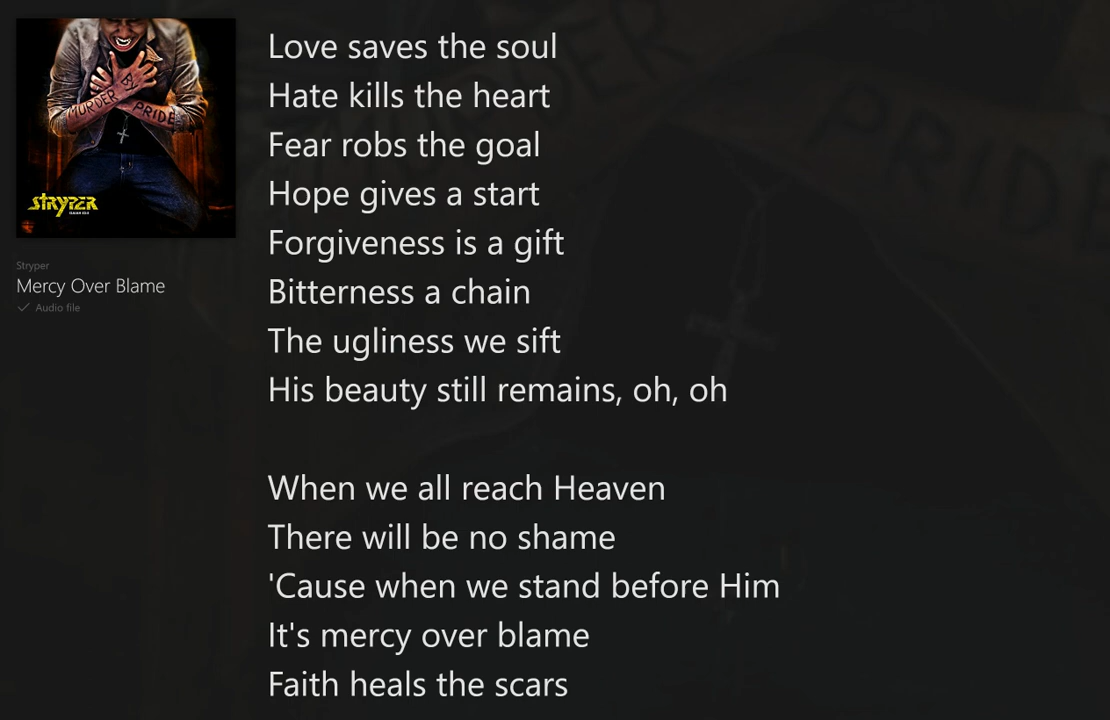 MURDER BY PRIDE
STRYPER
Stryper
Mercy Over Blame
Audio file
Love saves the soul
Hate kills the heart
Fear robs the goal
Hope gives a start
Forgiveness is a gift
Bitterness a chain
The ugliness we sift
His beauty still remains, oh, oh
When we all reach Heaven
There will be no shame
'Cause when we stand before Him
It's mercy over blame
Faith heals the scars